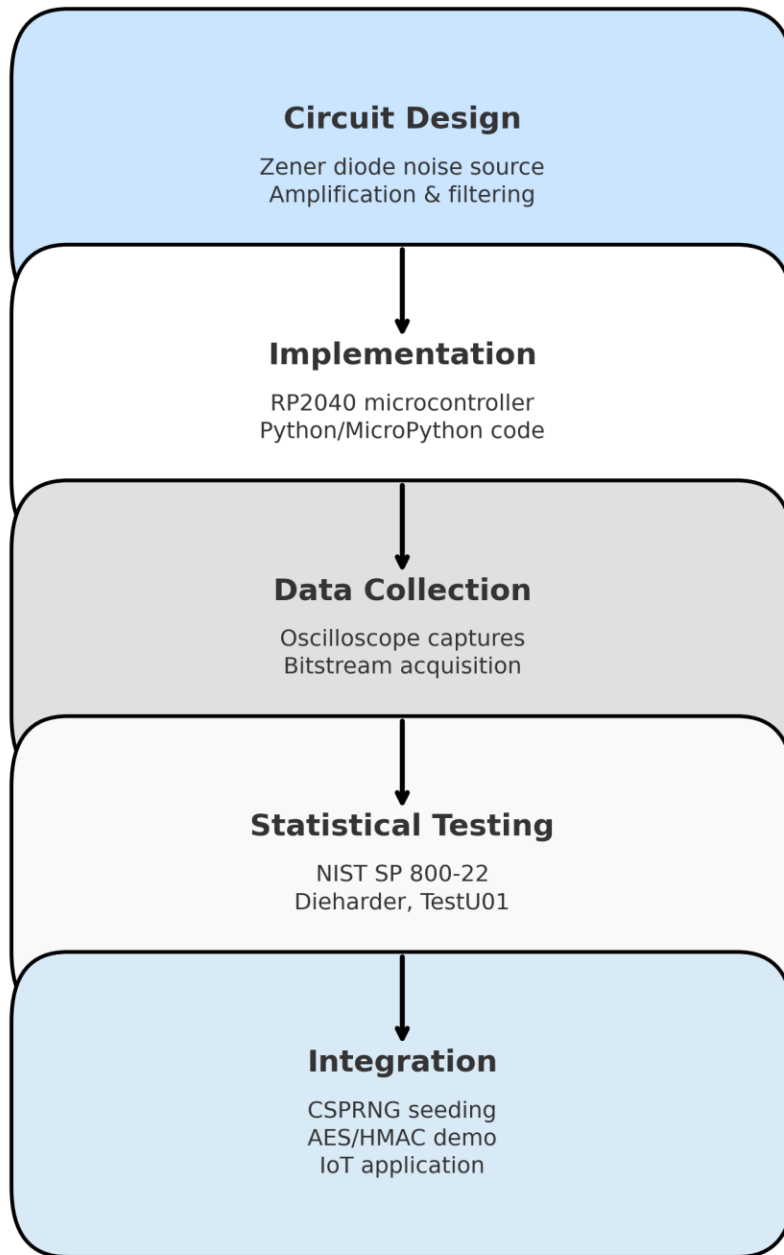 Circuit Design
Zener diode noise source
Amplification & filtering
Implementation
RP2040 microcontroller
Python/MicroPython code
Data Collection
Oscilloscope captures
Bitstream acquisition
Statistical Testing
NIST SP 800-22
Dieharder, TestU01
Integration
CSPRNG seeding
AES/HMAC demo
IoT application